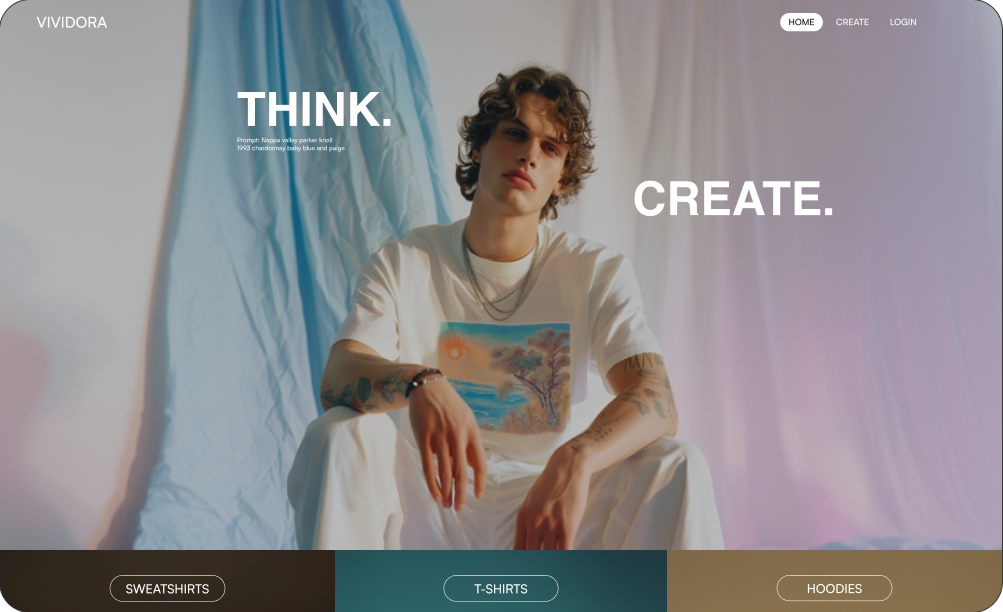 VIVIDORA
HOME CREATE LOGIN
THINK.
Prompt: Nappa valley parker knoll
1993 chardonnay baby blue and paige
CREATE.
SWEATSHIRTS
T-SHIRTS
HOODIES